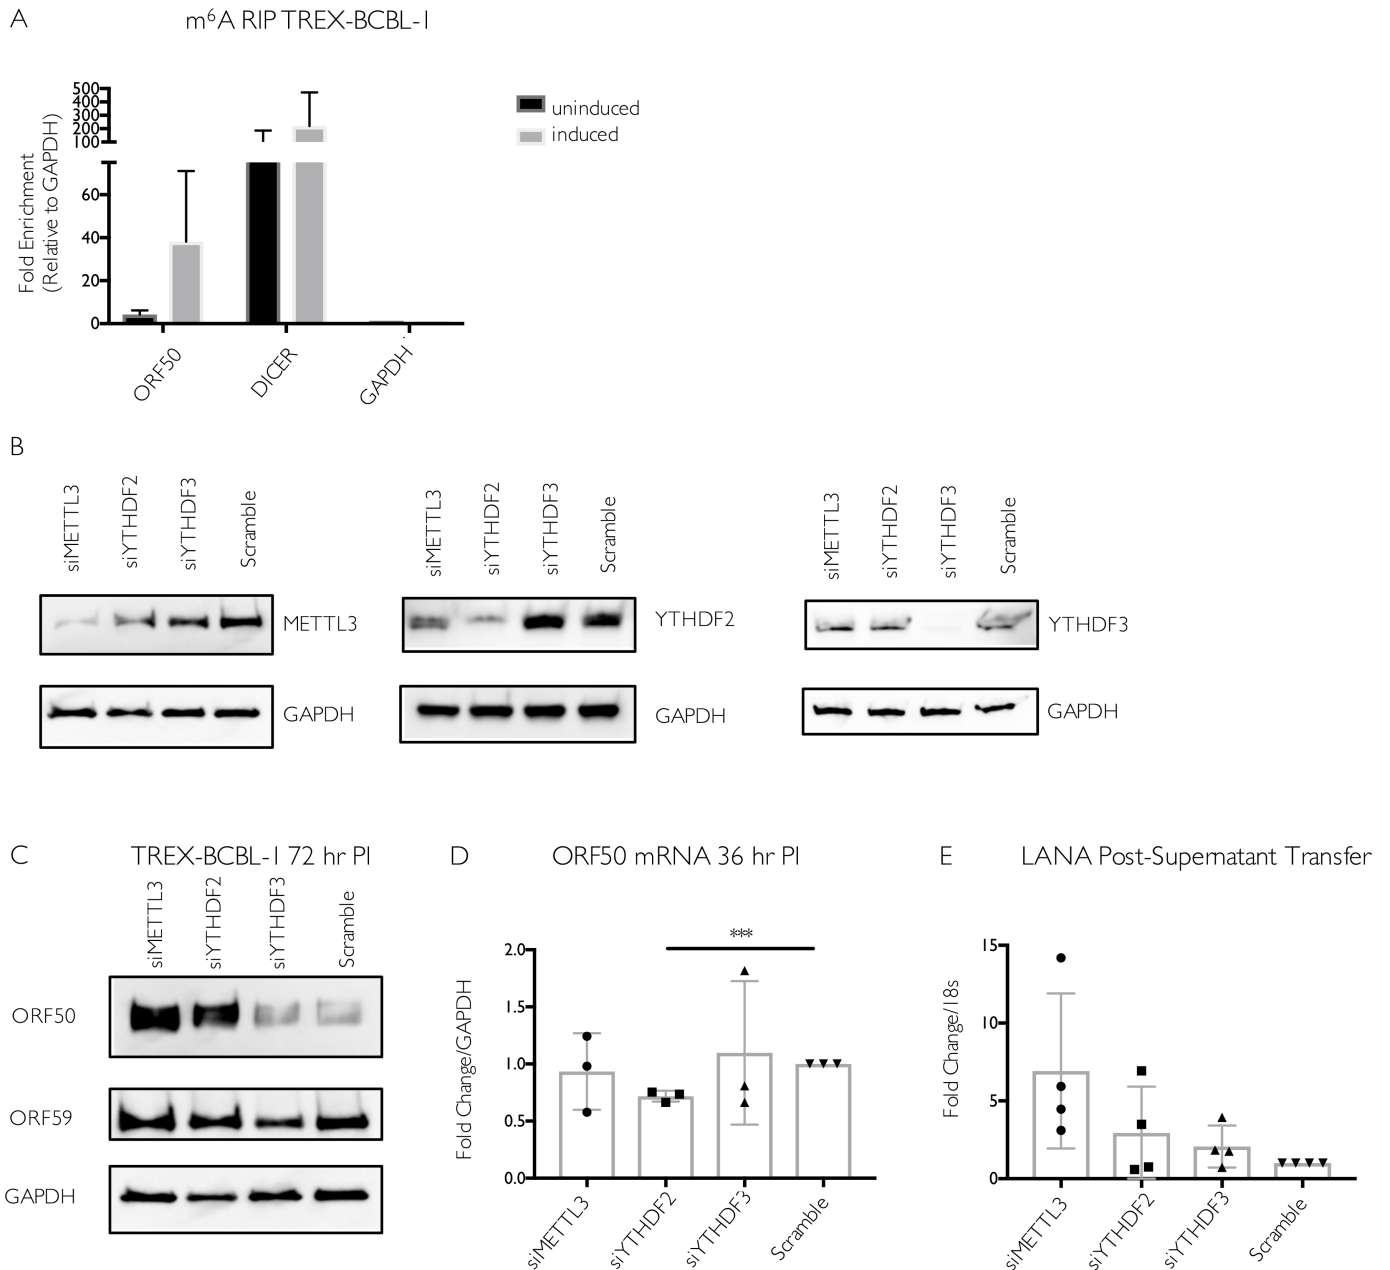 A
m⁶A RIP TREX-BCBL-1
Fold Enrichment
(Relative to GAPDH)
500
400
300
200
100
60
40
20
0
uninduced
induced
ORF50
DICER
GAPDH
B
siMETTL3
siYTHDF2
siYTHDF3
Scramble
METTL3
GAPDH
siMETTL3
siYTHDF2
siYTHDF3
Scramble
YTHDF2
GAPDH
siMETTL3
siYTHDF2
siYTHDF3
Scramble
YTHDF3
GAPDH
C
TREX-BCBL-1 72 hr PI
siMETTL3
siYTHDF2
siYTHDF3
Scramble
ORF50
ORF59
GAPDH
D
ORF50 mRNA 36 hr PI
Fold Change/GAPDH
2.0
1.5
1.0
0.5
0.0
***
siMETTL3
siYTHDF2
siYTHDF3
Scramble
E
LANA Post-Supernatant Transfer
Fold Change/18s
15
10
5
0
siMETTL3
siYTHDF2
siYTHDF3
Scramble